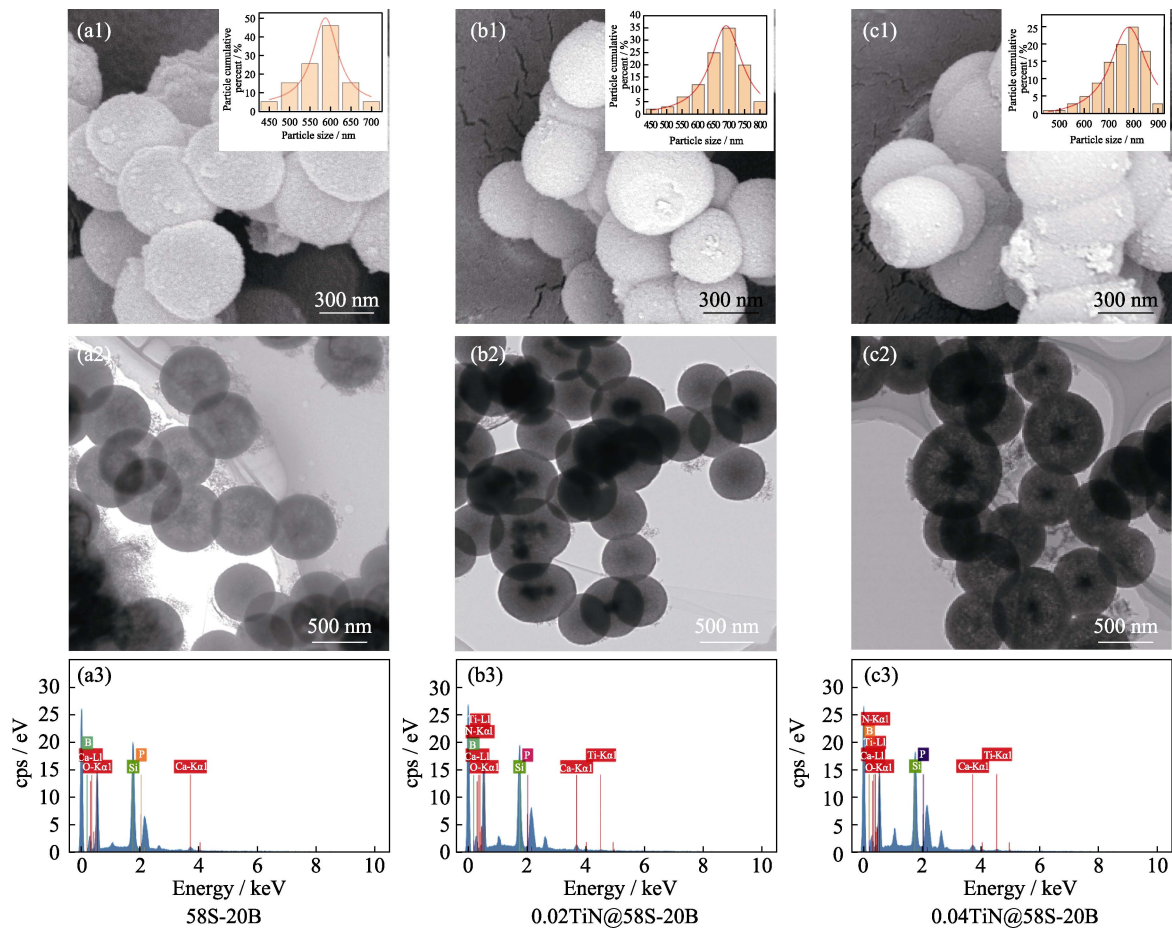 (a1)
50
40
30
20
10
0
Particle cumulative
percent / %
450 500 550 600 650 700
Particle size / nm
300 nm
(b1)
40
35
30
25
20
15
10
5
0
Particle cumulative
percent / %
450 500 550 600 650 700 750 800
Particle size / nm
300 nm
(c1)
25
20
15
10
5
0
Particle cumulative
percent / %
500 600 700 800 900
Particle size / nm
300 nm
(a2)
500 nm
(b2)
500 nm
(c2)
500 nm
(a3)
30
25
20
15
10
5
0
cps / eV
B
Ca-Ll
O-Kα1
Si
P
Ca-Kα1
0 2 4 6 8 10
Energy / keV
58S-20B
(b3)
30
25
20
15
10
5
0
cps / eV
Ti-Ll
N-Kα1
B
Ca-Ll
O-Kα1
Si
P
Ca-Kα1
Ti-Kα1
0 2 4 6 8 10
Energy / keV
0.02TiN@58S-20B
(c3)
30
25
20
15
10
5
0
cps / eV
N-Kα1
B
Ti-Ll
Ca-Ll
O-Kα1
Si
P
Ca-Kα1
Ti-Kα1
0 2 4 6 8 10
Energy / keV
0.04TiN@58S-20B